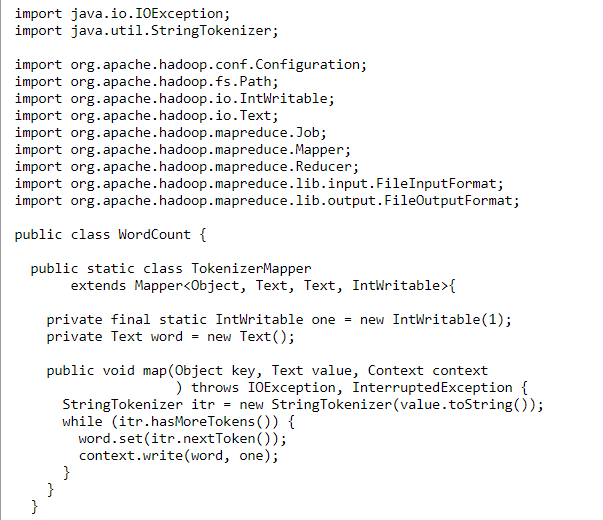 import java.io.IOException;
import java.util.StringTokenizer;

import org.apache.hadoop.conf.Configuration;
import org.apache.hadoop.fs.Path;
import org.apache.hadoop.io.IntWritable;
import org.apache.hadoop.io.Text;
import org.apache.hadoop.mapreduce.Job;
import org.apache.hadoop.mapreduce.Mapper;
import org.apache.hadoop.mapreduce.Reducer;
import org.apache.hadoop.mapreduce.lib.input.FileInputFormat;
import org.apache.hadoop.mapreduce.lib.output.FileOutputFormat;

public class WordCount {

  public static class TokenizerMapper
       extends Mapper<Object, Text, Text, IntWritable>{

    private final static IntWritable one = new IntWritable(1);
    private Text word = new Text();

    public void map(Object key, Text value, Context context
                    ) throws IOException, InterruptedException {
      StringTokenizer itr = new StringTokenizer(value.toString());
      while (itr.hasMoreTokens()) {
        word.set(itr.nextToken());
        context.write(word, one);
      }
    }
  }